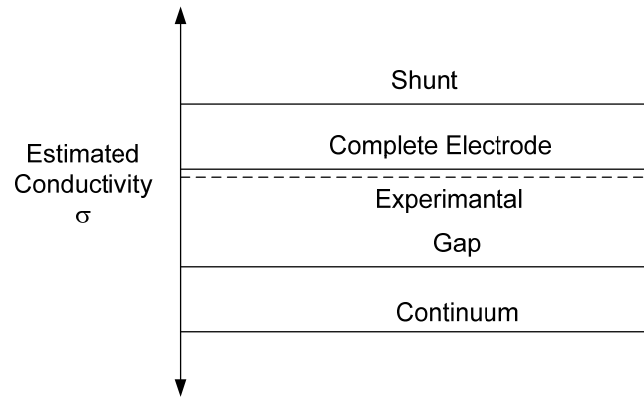 Shunt
Complete Electrode
Estimated
Conductivity
σ
Experimantal
Gap
Continuum